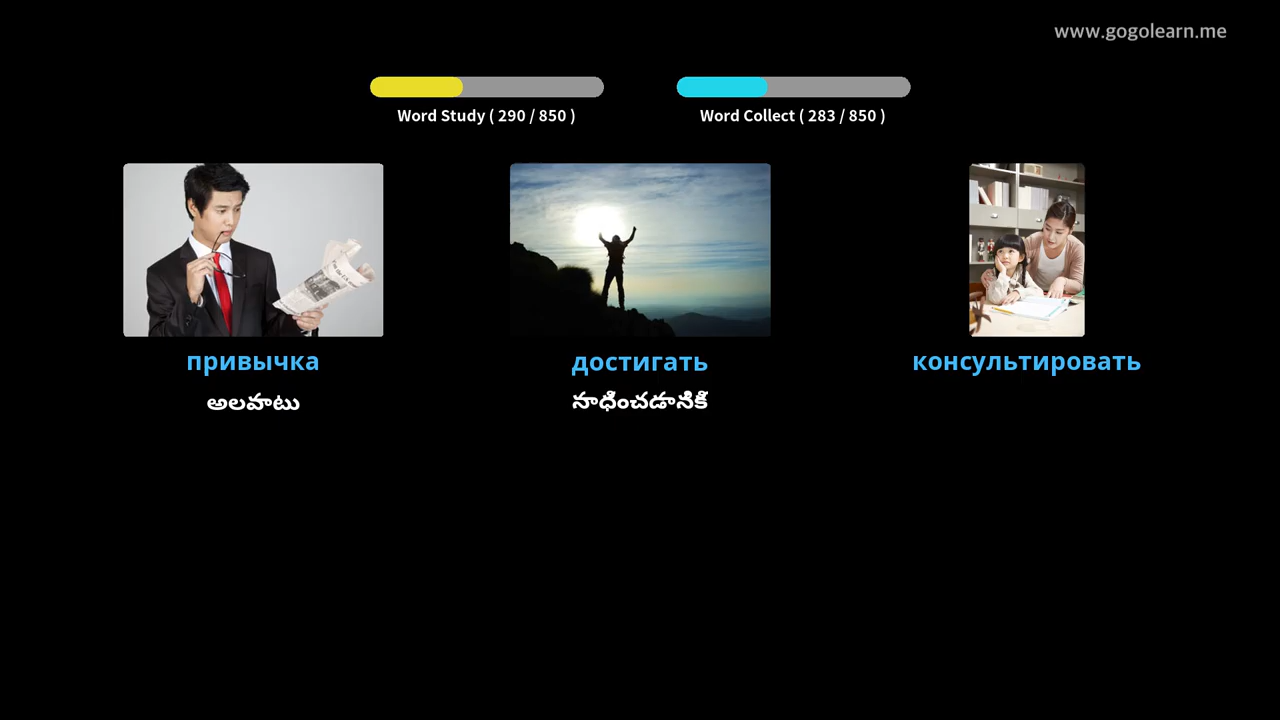 www.gogolearn.me
Word Study ( 290 / 850 )
Word Collect ( 283 / 850 )
привычка
достигать
консультировать
అలవాటు
సాధించడానికి